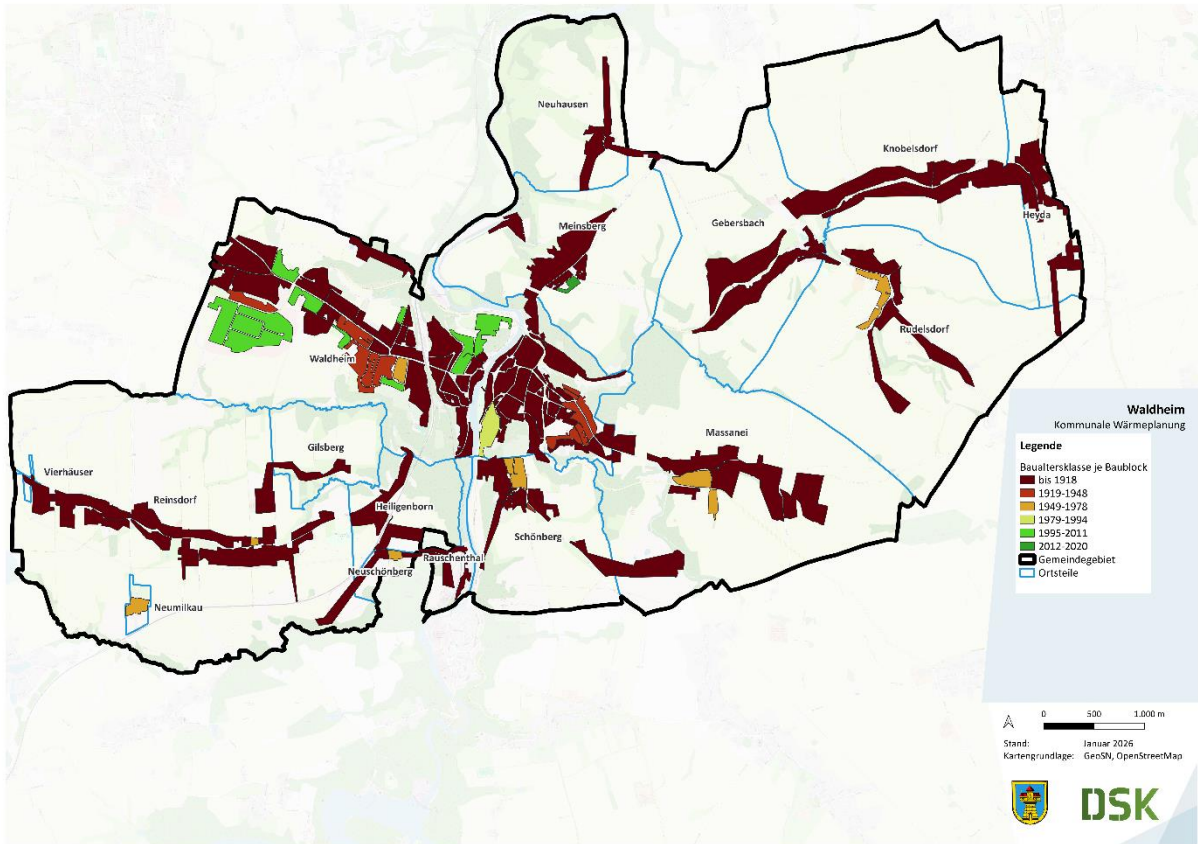 Neuhausen
Knobelsdorf
Heyda
Meinsberg
Gebersbach
Rudelsdorf
Waldheim
Massanei
Gilsberg
Vierhäuser
Reinsdorf
Heiligenborn
Schönberg
Rauschenthal
Neuschönberg
Neumilkau
Waldheim
Kommunale Wärmeplanung
Legende
Baualtersklasse je Baublock
bis 1918
1919-1948
1949-1978
1979-1994
1995-2011
2012-2020
Gemeindegebiet
Ortsteile
0 500 1.000 m
Stand: Januar 2026
Kartengrundlage: GeoSN, OpenStreetMap
DSK